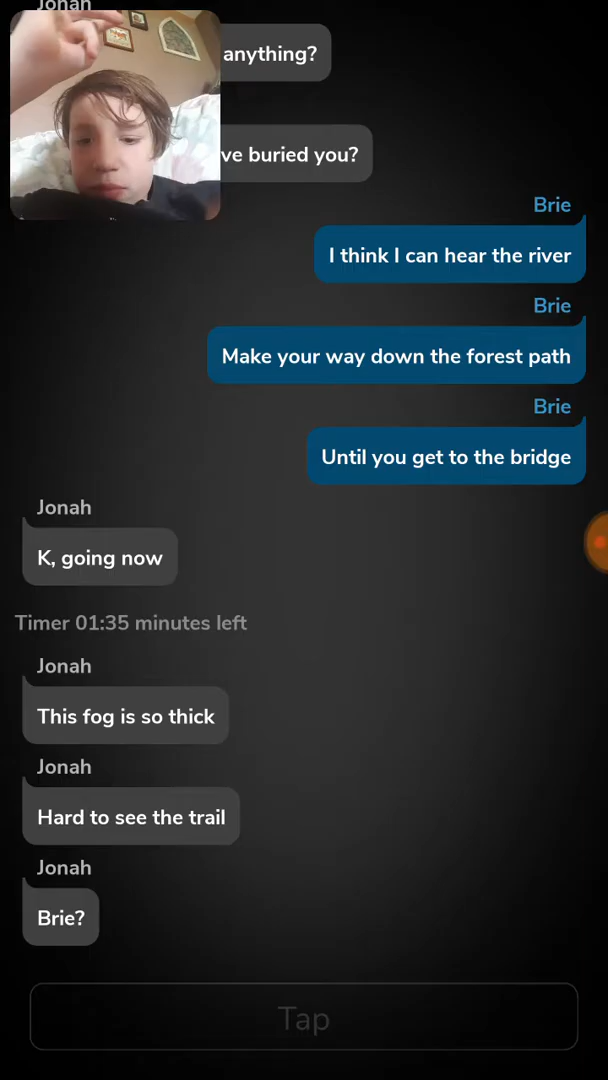 Jonah
anything?
ve buried you?
Brie
I think I can hear the river
Brie
Make your way down the forest path
Brie
Until you get to the bridge
Jonah
K, going now
Timer 01:35 minutes left
Jonah
This fog is so thick
Jonah
Hard to see the trail
Jonah
Brie?
Tap